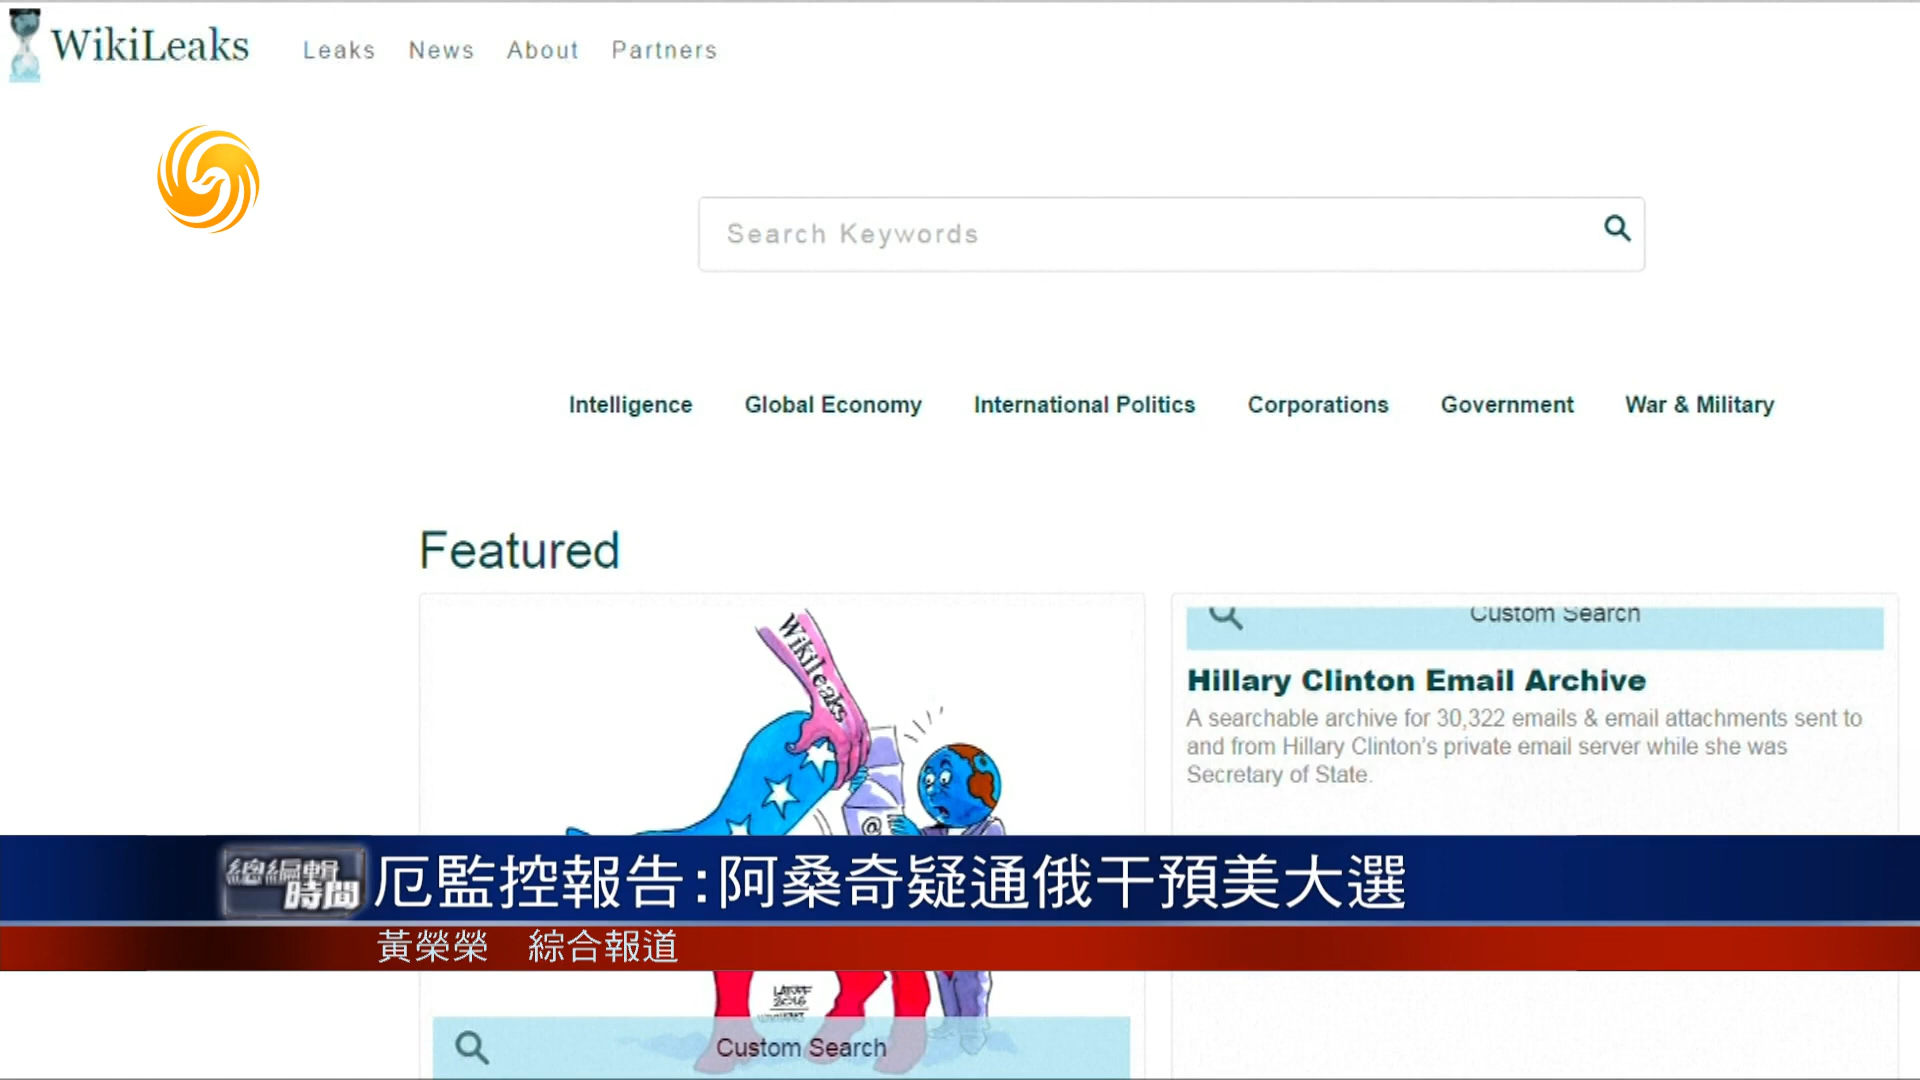 WikiLeaks
Leaks News About Partners
Search Keywords
Intelligence Global Economy International Politics Corporations Government War & Military
Featured
Wikileaks
@
Custom Search
Hillary Clinton Email Archive
A searchable archive for 30,322 emails & email attachments sent to
and from Hillary Clinton's private email server while she was
Secretary of State.
總編輯
時間
厄監控報告:阿桑奇疑通俄干預美大選
黃榮榮 綜合報道
LATUFF
2016
Custom Search